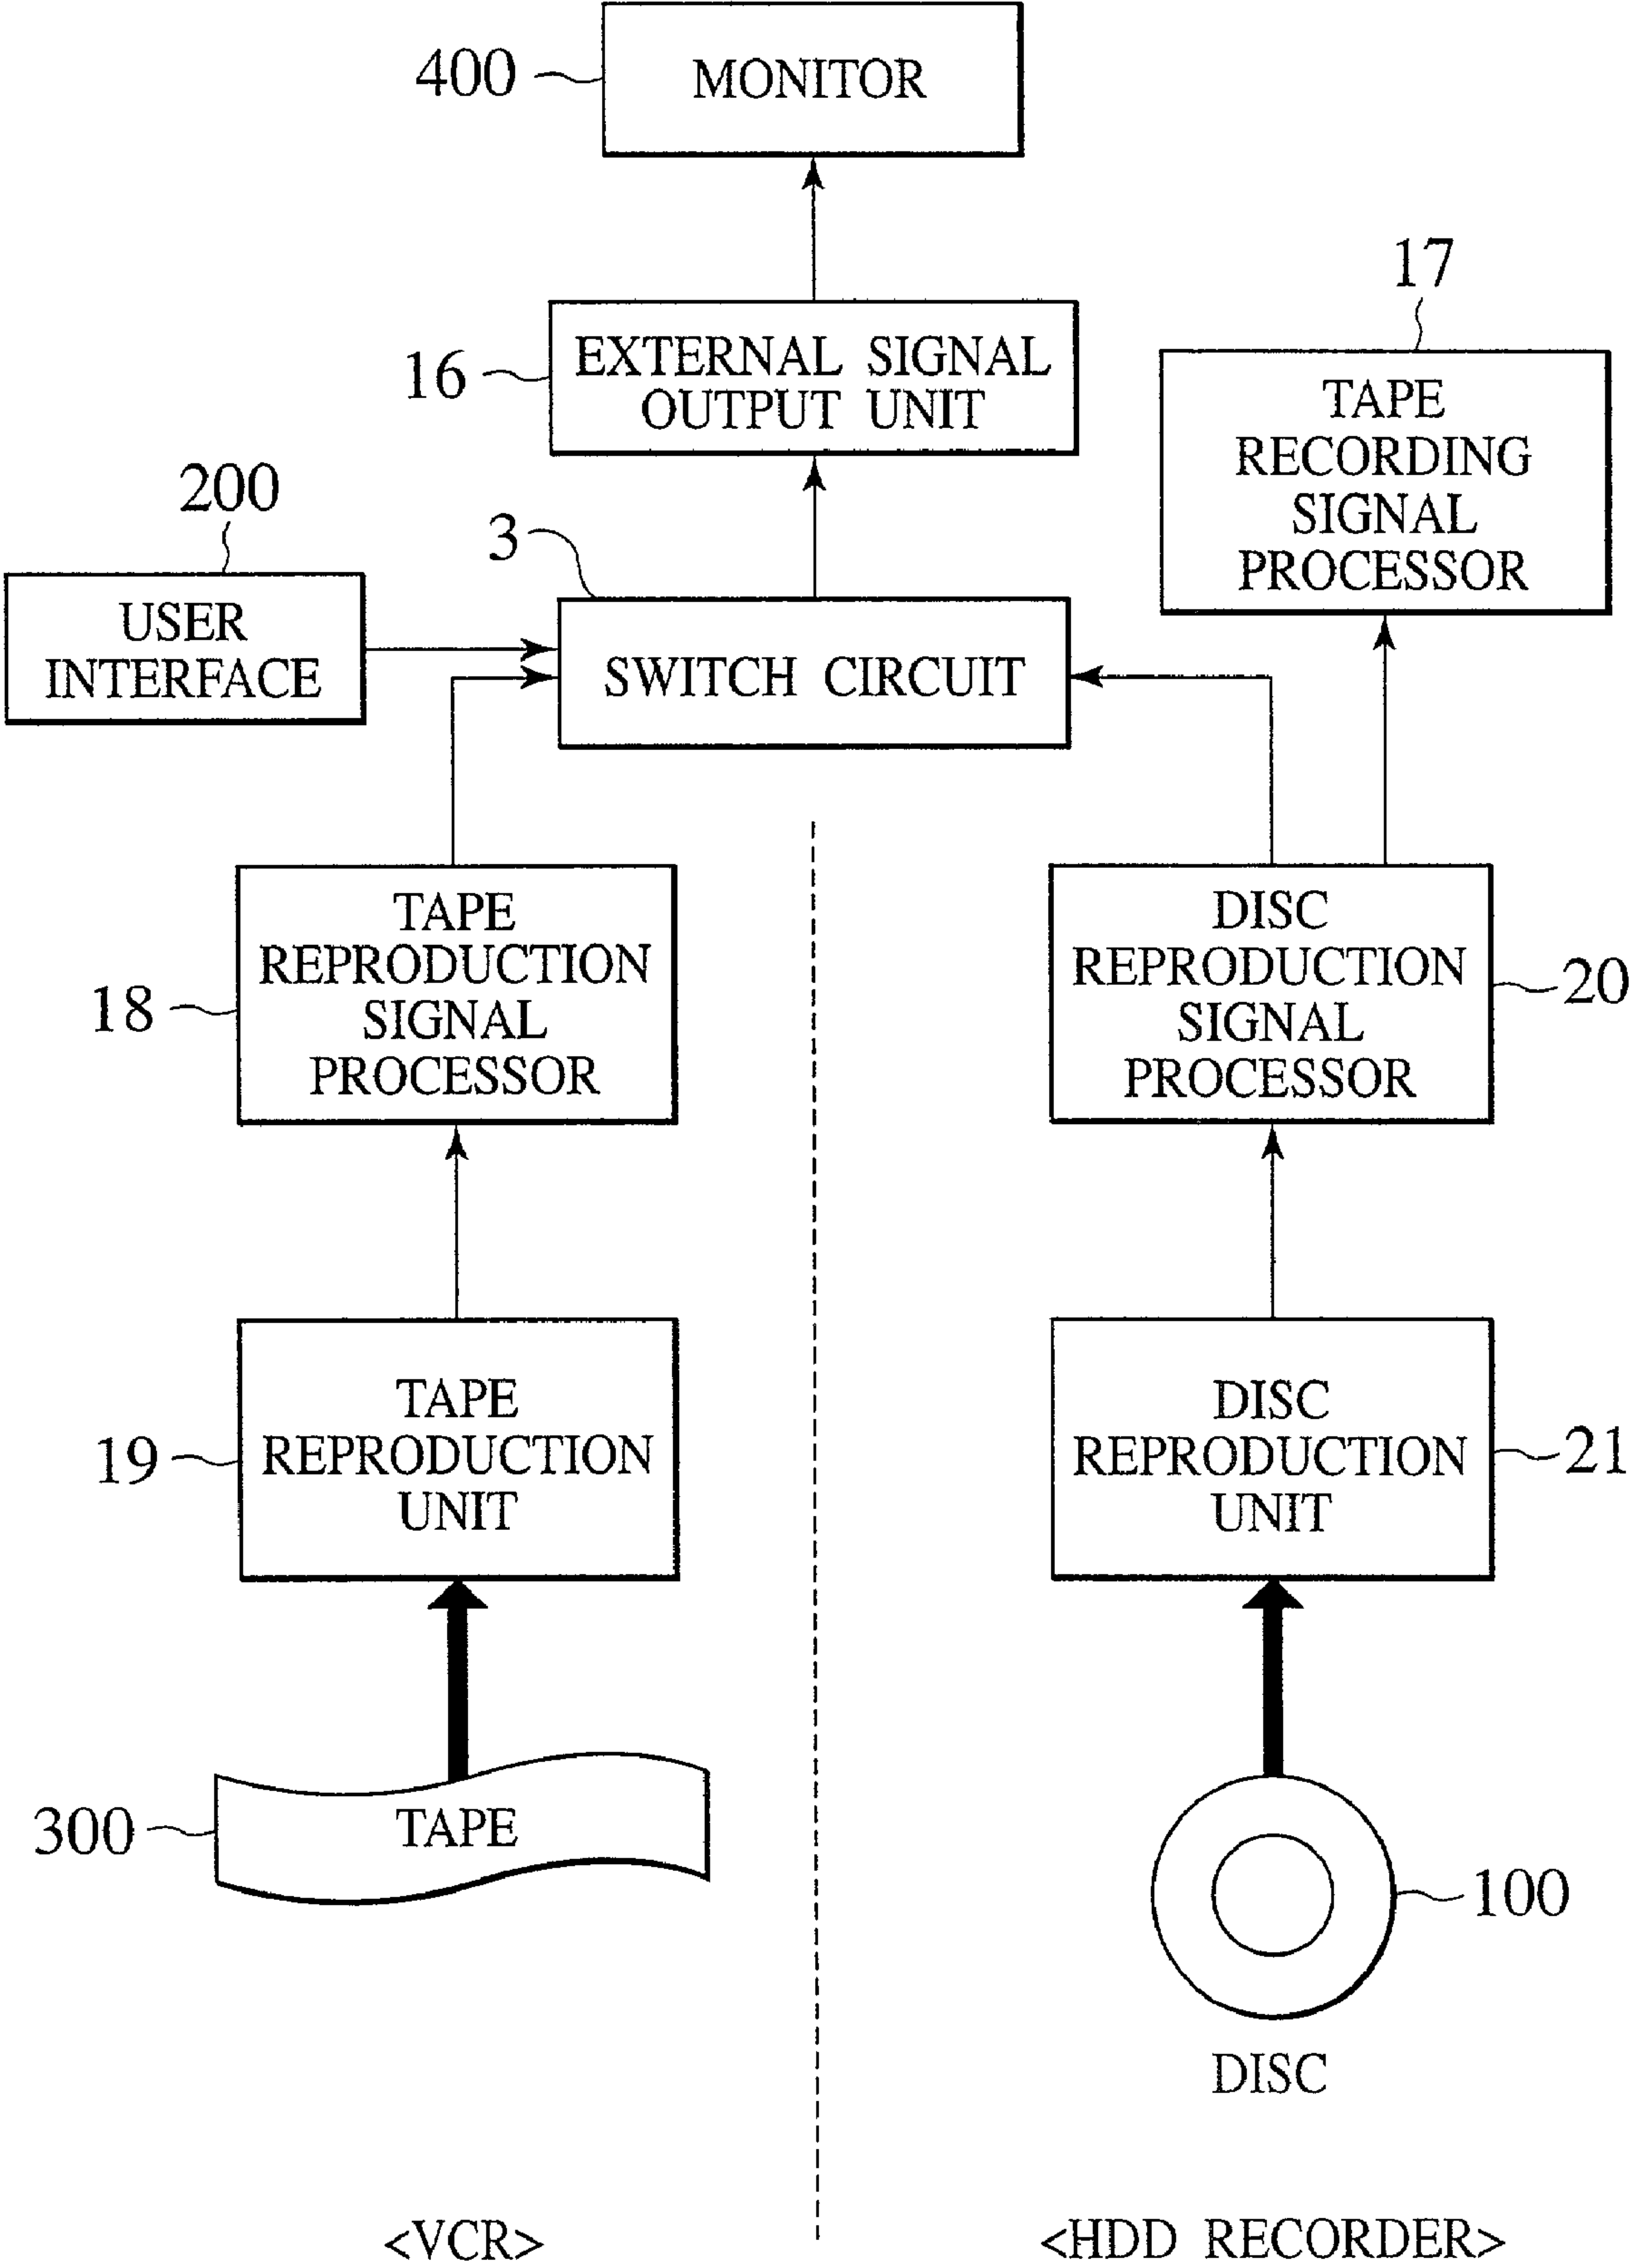 400
MONITOR
17
16
EXTERNAL SIGNAL
OUTPUT UNIT
TAPE
RECORDING
SIGNAL
PROCESSOR
200
3
USER
INTERFACE
SWITCH CIRCUIT
18
TAPE
REPRODUCTION
SIGNAL
PROCESSOR
DISC
REPRODUCTION
SIGNAL
PROCESSOR
20
19
TAPE
REPRODUCTION
UNIT
DISC
REPRODUCTION
UNIT
21
300
TAPE
100
DISC
<VCR>
<HDD RECORDER>